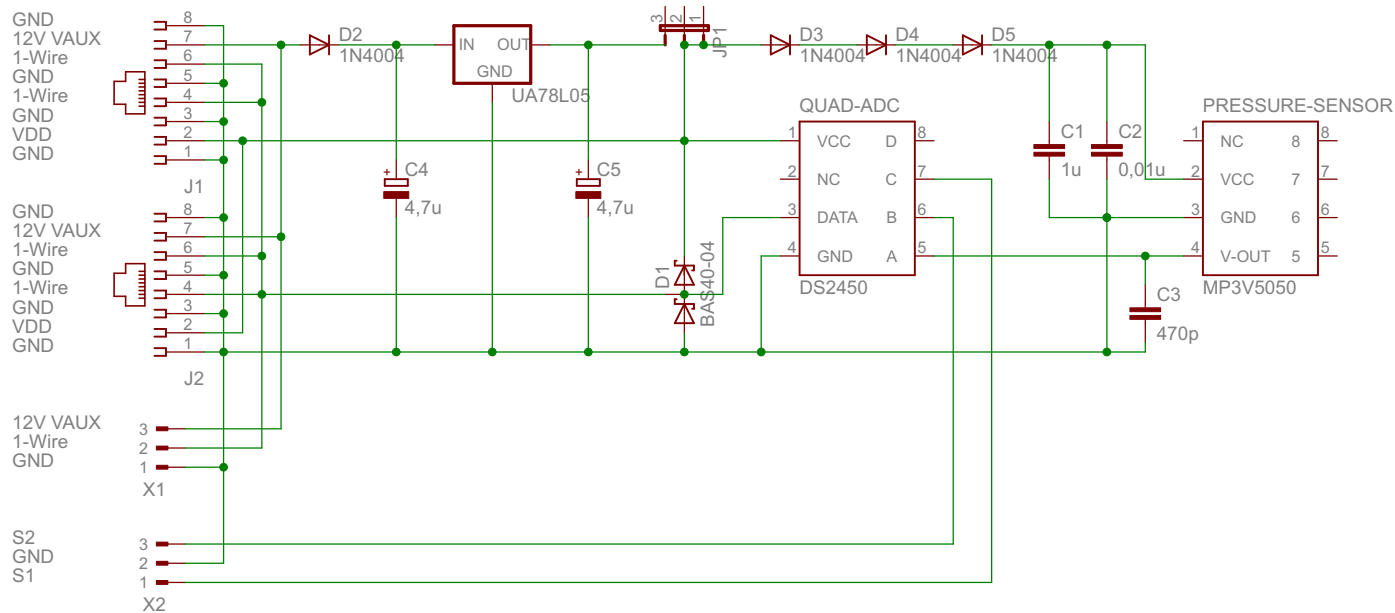 GND 8
12V VAUX 7
1-Wire 6
GND 5
1-Wire 4
GND 3
VDD 2
GND 1
J1
GND 8
12V VAUX 7
1-Wire 6
GND 5
1-Wire 4
GND 3
VDD 2
GND 1
J2
12V VAUX 3
1-Wire 2
GND 1
X1
S2 3
GND 2
S1 1
X2
D2
1N4004
IN OUT
GND
UA78L05
+ C4
4,7u
+ C5
4,7u
3 2 1
JP1
D1
BAS40-04
D3
1N4004
D4
1N4004
D5
1N4004
QUAD-ADC
1 VCC D 8
2 NC C 7
3 DATA B 6
4 GND A 5
DS2450
C1
1u
C2
0,01u
PRESSURE-SENSOR
1 NC 8 8
2 VCC 7 7
3 GND 6 6
4 V-OUT 5 5
MP3V5050
C3
470p